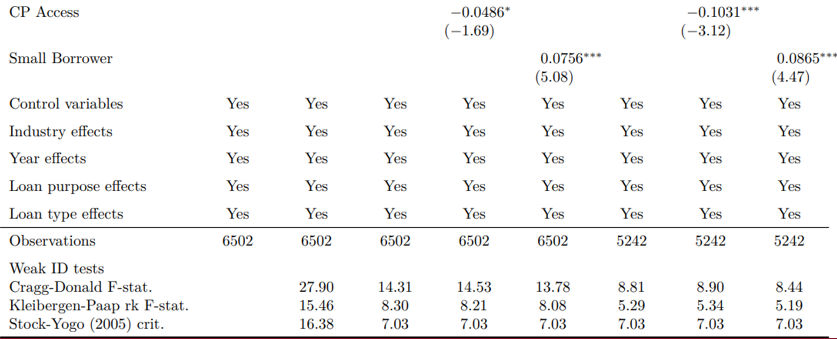 CP Access −0.0486* −0.1031***
(−1.69) (−3.12)
Small Borrower 0.0756*** 0.0865***
(5.08) (4.47)
Control variables Yes Yes Yes Yes Yes Yes Yes Yes
Industry effects Yes Yes Yes Yes Yes Yes Yes Yes
Year effects Yes Yes Yes Yes Yes Yes Yes Yes
Loan purpose effects Yes Yes Yes Yes Yes Yes Yes Yes
Loan type effects Yes Yes Yes Yes Yes Yes Yes Yes
Observations 6502 6502 6502 6502 6502 5242 5242 5242
Weak ID tests
Cragg-Donald F-stat. 27.90 14.31 14.53 13.78 8.81 8.90 8.44
Kleibergen-Paap rk F-stat. 15.46 8.30 8.21 8.08 5.29 5.34 5.19
Stock-Yogo (2005) crit. 16.38 7.03 7.03 7.03 7.03 7.03 7.03